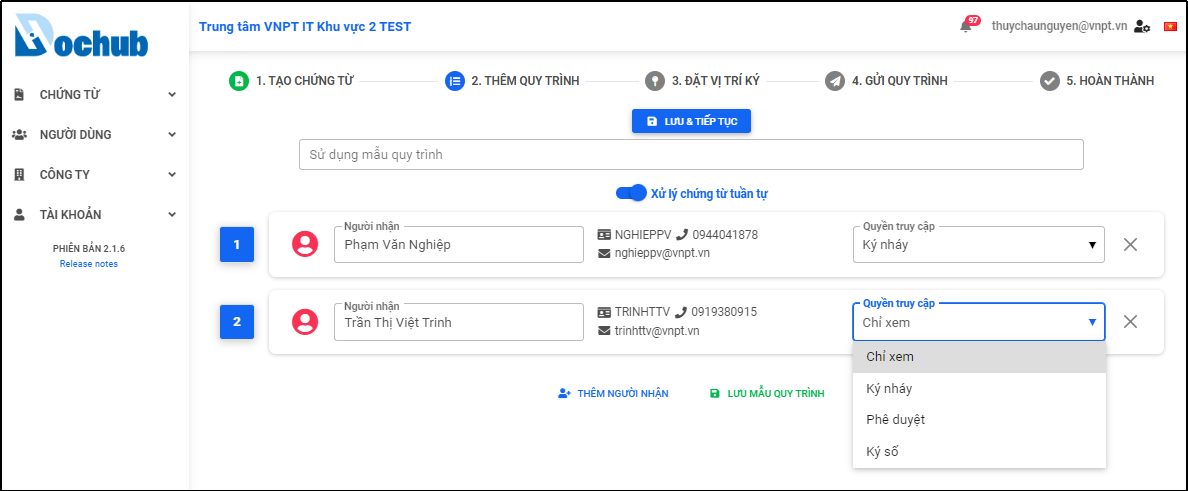 Dochub
Trung tâm VNPT IT Khu vực 2 TEST
97
thuychaunguyen@vnpt.vn
CHỨNG TỪ
NGƯỜI DÙNG
CÔNG TY
TÀI KHOẢN
PHIÊN BẢN 2.1.6
Release notes
1. TẠO CHỨNG TỪ
2. THÊM QUY TRÌNH
3. ĐẶT VỊ TRÍ KÝ
4. GỬI QUY TRÌNH
5. HOÀN THÀNH
LƯU & TIẾP TỤC
Sử dụng mẫu quy trình
Xử lý chứng từ tuần tự
1
Người nhận
Phạm Văn Nghiệp
NGHIEPPV 0944041878
nghieppv@vnpt.vn
Quyền truy cập
Ký nháy
2
Người nhận
Trần Thị Việt Trinh
TRINHTTV 0919380915
trinhttv@vnpt.vn
Quyền truy cập
Chỉ xem
Chỉ xem
Ký nháy
Phê duyệt
Ký số
THÊM NGƯỜI NHẬN
LƯU MẪU QUY TRÌNH